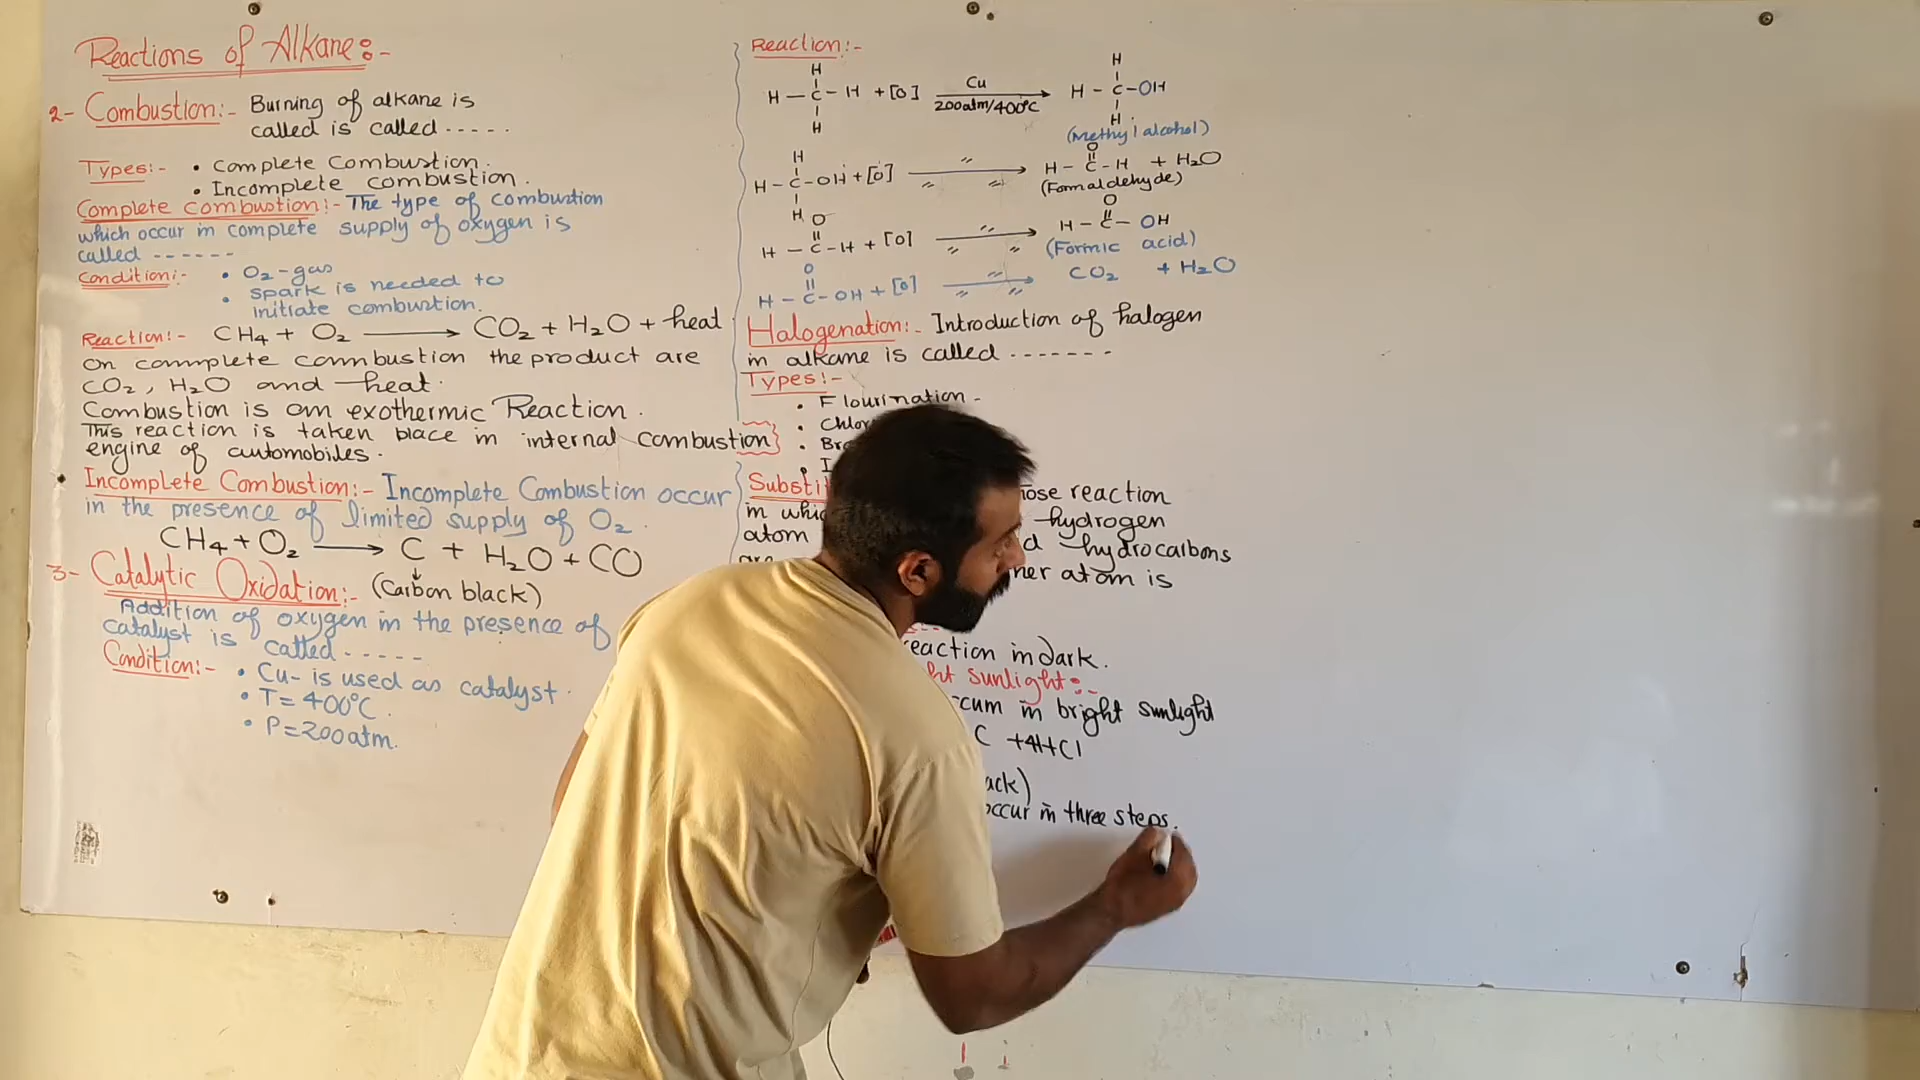 Reactions of Alkane:-
2- Combustion:- Burning of alkane is
called is called -----
Types:- • Complete Combustion.
• Incomplete combustion.
Complete combustion:- The type of combustion
which occur in complete supply of oxygen is
called ------
Condition:- • O₂-gas
• spark is needed to
initiate combustion.
Reaction:- CH₄ + O₂ → CO₂ + H₂O + heat
On complete combustion the product are
CO₂, H₂O and heat.
Combustion is an exothermic Reaction.
This reaction is taken place in internal combustion
engine of automobiles.
Incomplete Combustion:- Incomplete Combustion occur
in the presence of limited supply of O₂.
CH₄ + O₂ → C + H₂O + CO
(Carbon black)
3- Catalytic Oxidation:-
Addition of oxygen in the presence of
catalyst is called -----
Condition:- • Cu- is used as catalyst.
• T = 400°C.
• P = 200atm.
Reaction:-
H
H – C – H + [O] Cu 200atm/400°C → H – C – OH
H
H
H
(Methyl alcohol)
H
H – C – OH + [O] → H – C – H + H₂O
H
O
(Formaldehyde)
O
H – C – H + [O] → H – C – OH
O
(Formic acid)
O
H – C – OH + [O] → CO₂ + H₂O
Halogenation:- Introduction of halogen
in alkane is called -------
Types:-
• Flourination -
• Chlor
• Br
• I
Substi ose reaction
in whic hydrogen
atom d hydrocarbons
are her atom is
reaction in dark.
ht sunlight:-
ccum in bright sunlight
C + 4H+Cl
ack)
occur in three steps.